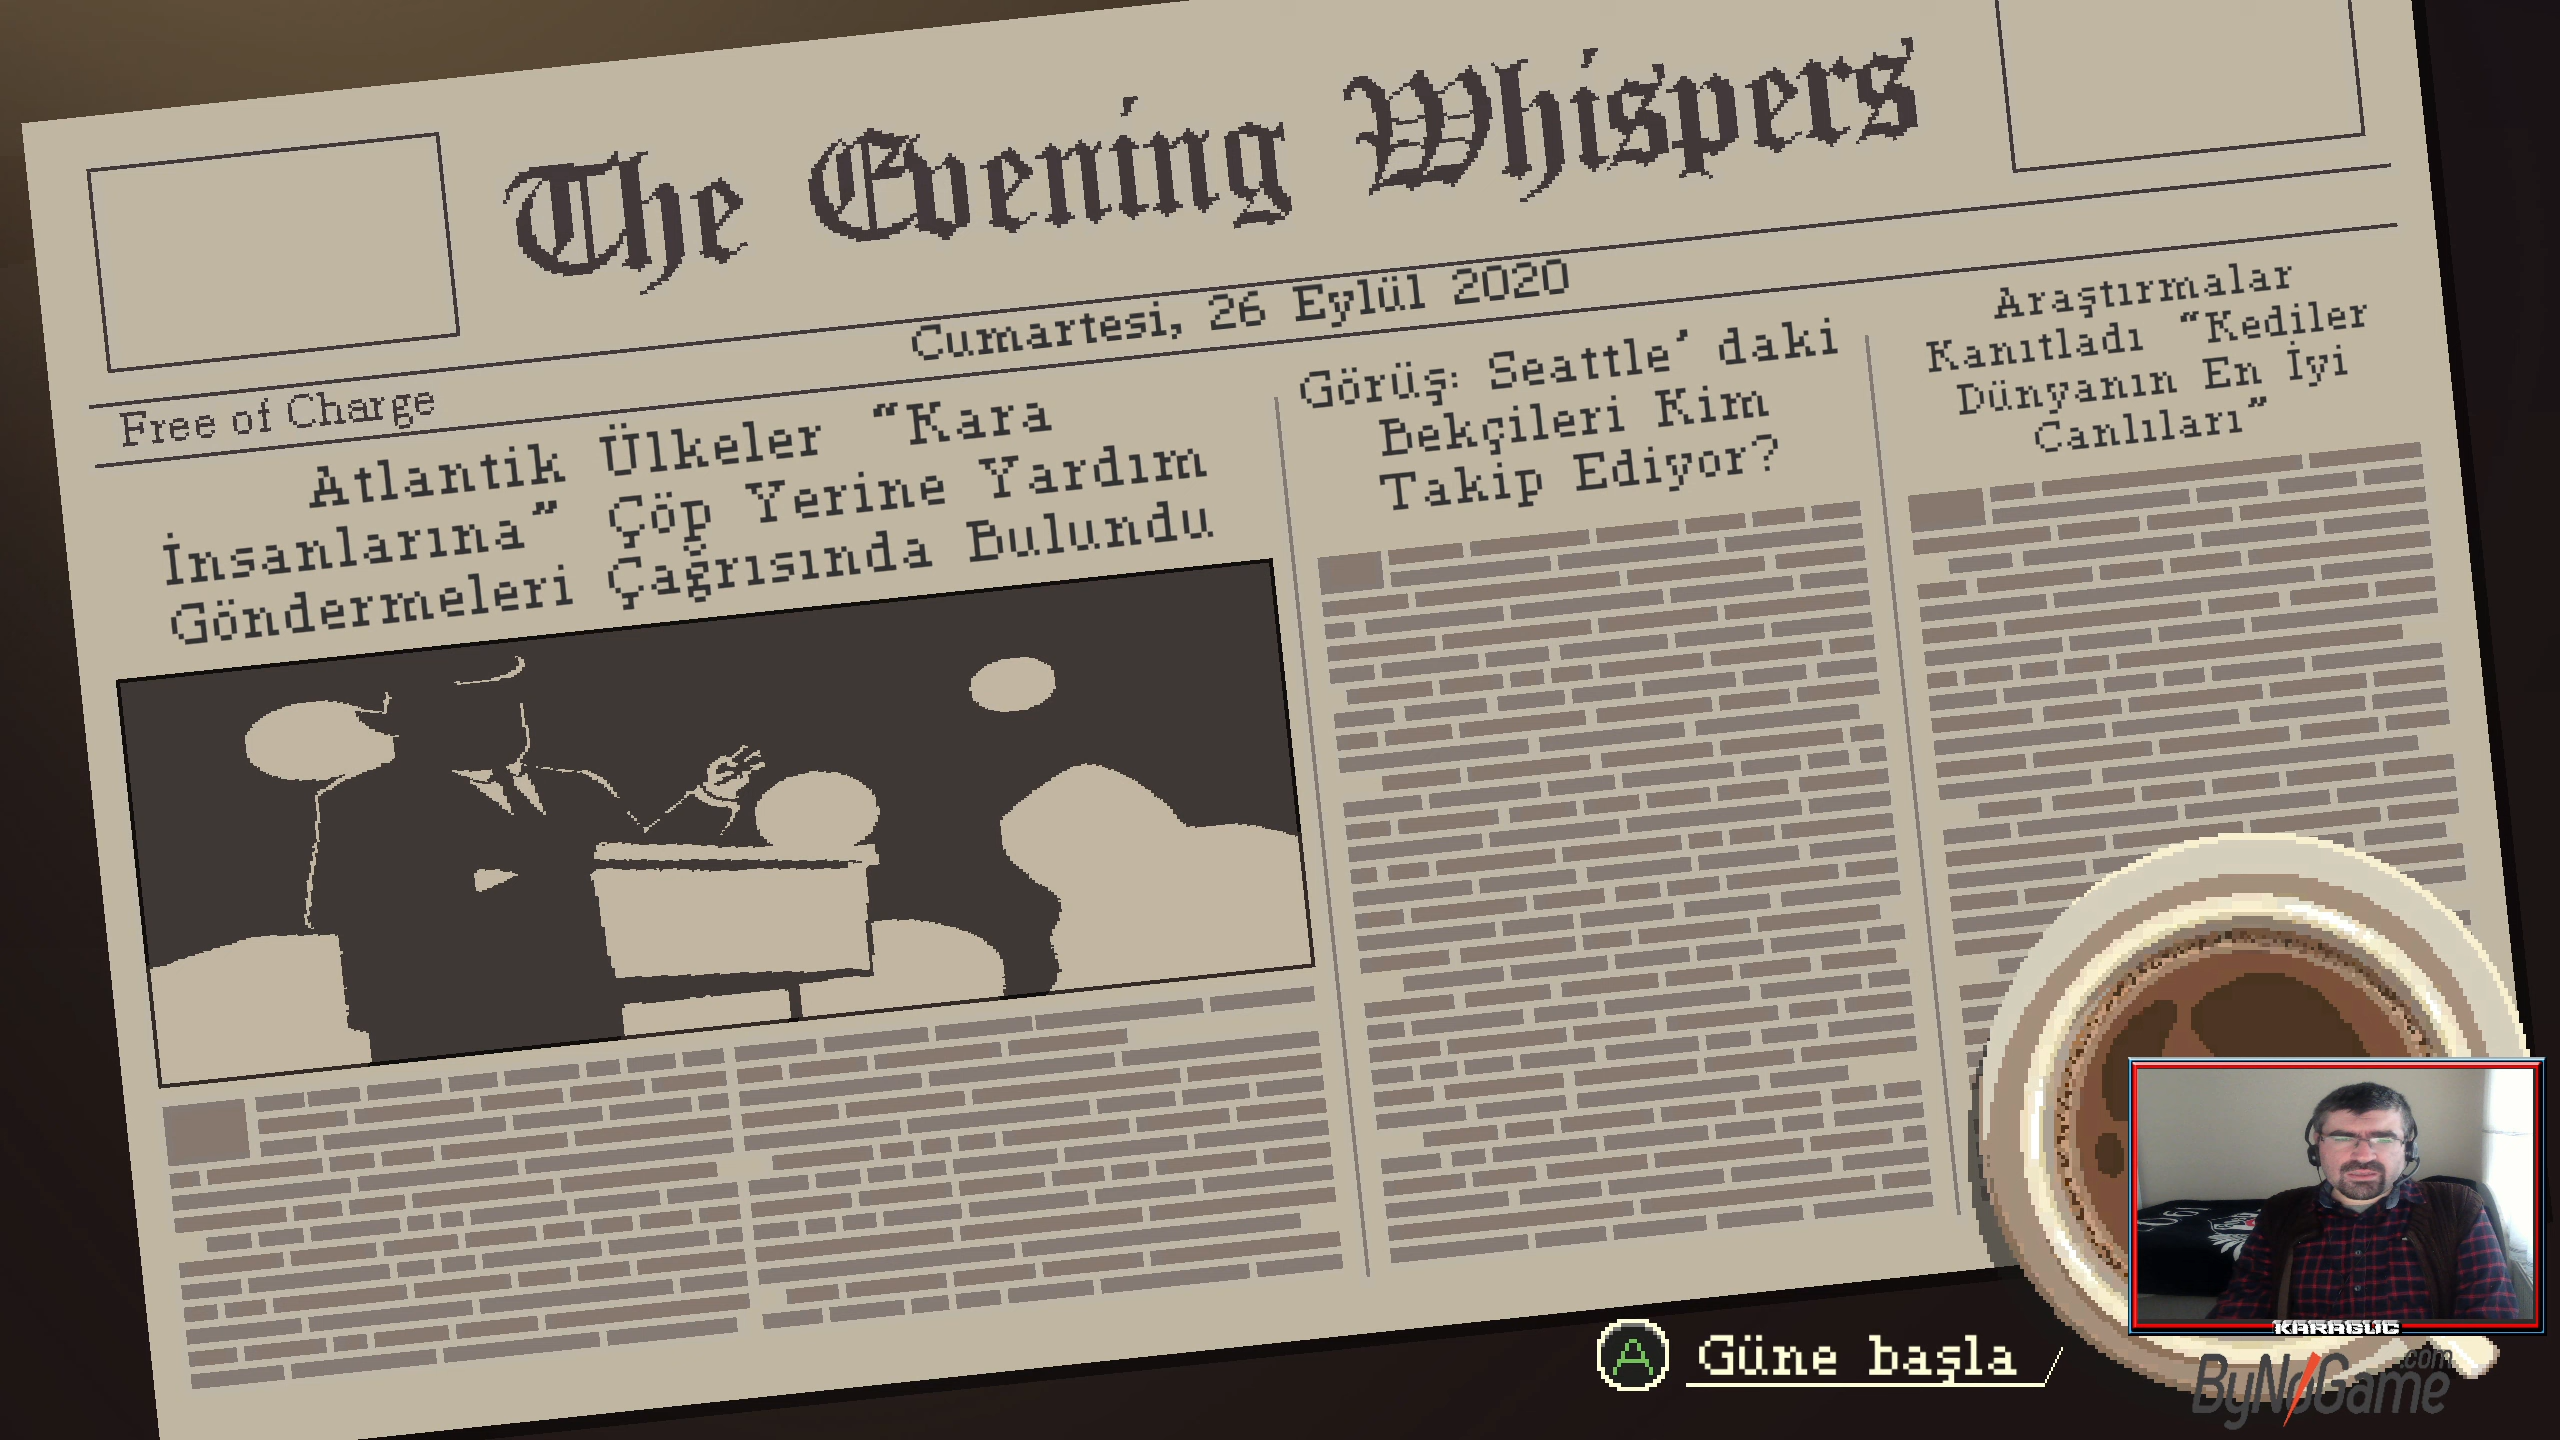 The Evening Whispers
Cumartesi, 26 Eylül 2020
Free of Charge
Atlantik Ülkeler “Kara
İnsanlarına” Çöp Yerine Yardım
Göndermeleri Çağrısında Bulundu
Görüş: Seattle’ daki
Bekçileri Kim
Takip Ediyor?
Araştırmalar
Kanıtladı “Kediler
Dünyanın En İyi
Canlıları”
A Güne başla
KARAGUC
ByNoGame
.com